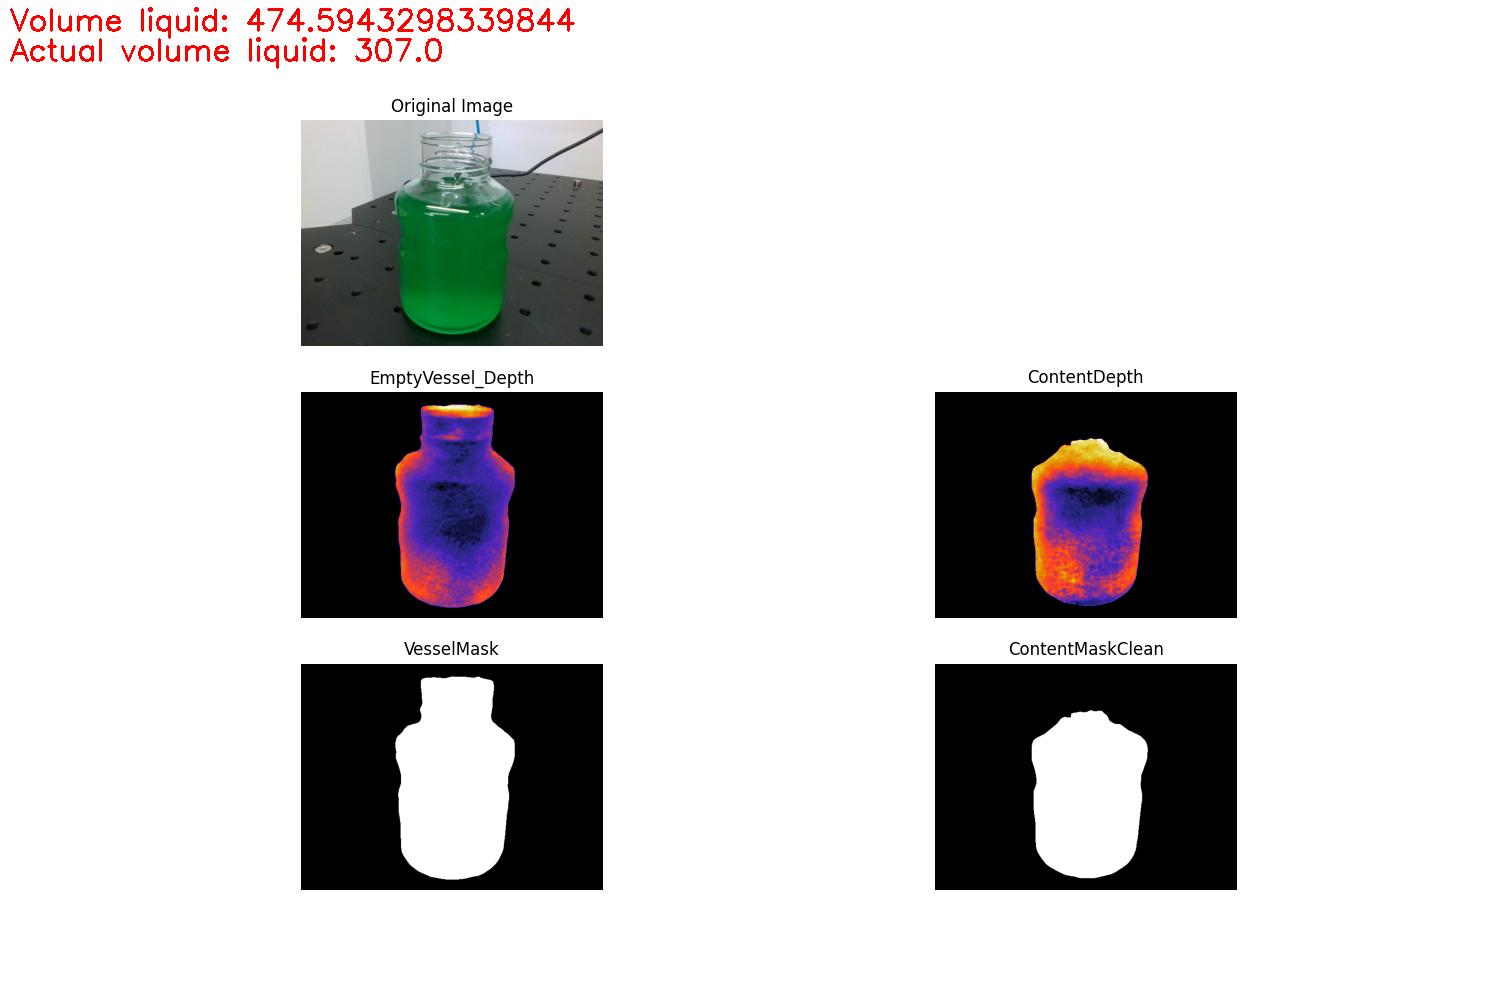 Volume liquid: 474.5943298339844
Actual volume liquid: 307.0
Original Image
EmptyVessel_Depth
ContentDepth
VesselMask
ContentMaskClean